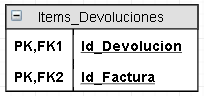 Items_Devoluciones
PK,FK1 Id_Devolucion
PK,FK2 Id_Factura